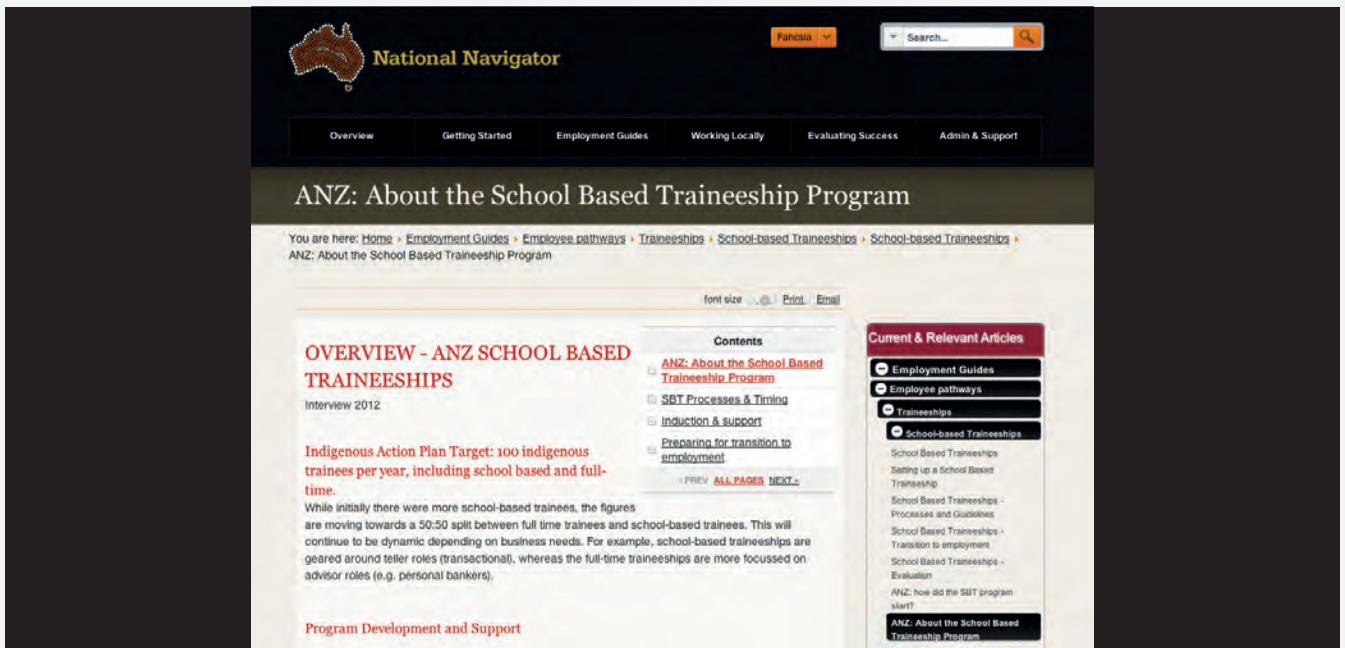 National Navigator
Fahosia
Search...
Overview Getting Started Employment Guides Working Locally Evaluating Success Admin & Support
ANZ: About the School Based Traineeship Program
You are here: Home Employment Guides Employee pathways Traineeships School-based Traineeships School-based Traineeships
ANZ: About the School Based Traineeship Program
font size Print Email
OVERVIEW - ANZ SCHOOL BASED
TRAINEESHIPS
Interview 2012
Contents
ANZ: About the School Based
Traineeship Program
SBT Processes & Timing
Induction & support
Preparing for transition to
employment
‹ PREV ALL PAGES NEXT ›
Indigenous Action Plan Target: 100 indigenous
trainees per year, including school based and full-
time.
While initially there were more school-based trainees, the figures
are moving towards a 50:50 split between full time trainees and school-based trainees. This will
continue to be dynamic depending on business needs. For example, school-based traineeships are
geared around teller roles (transactional), whereas the full-time traineeships are more focussed on
advisor roles (e.g. personal bankers).
Program Development and Support
Current & Relevant Articles
Employment Guides
Employee pathways
Traineeships
School-based Traineeships
School Based Traineeships
Setting up a School Based
Traineeship
School Based Traineeships -
Processes and Guidelines
School Based Traineeships -
Transition to employment
School Based Traineeships -
Evaluation
ANZ: how did the SBT program
start?
ANZ: About the School Based
Traineeship Program